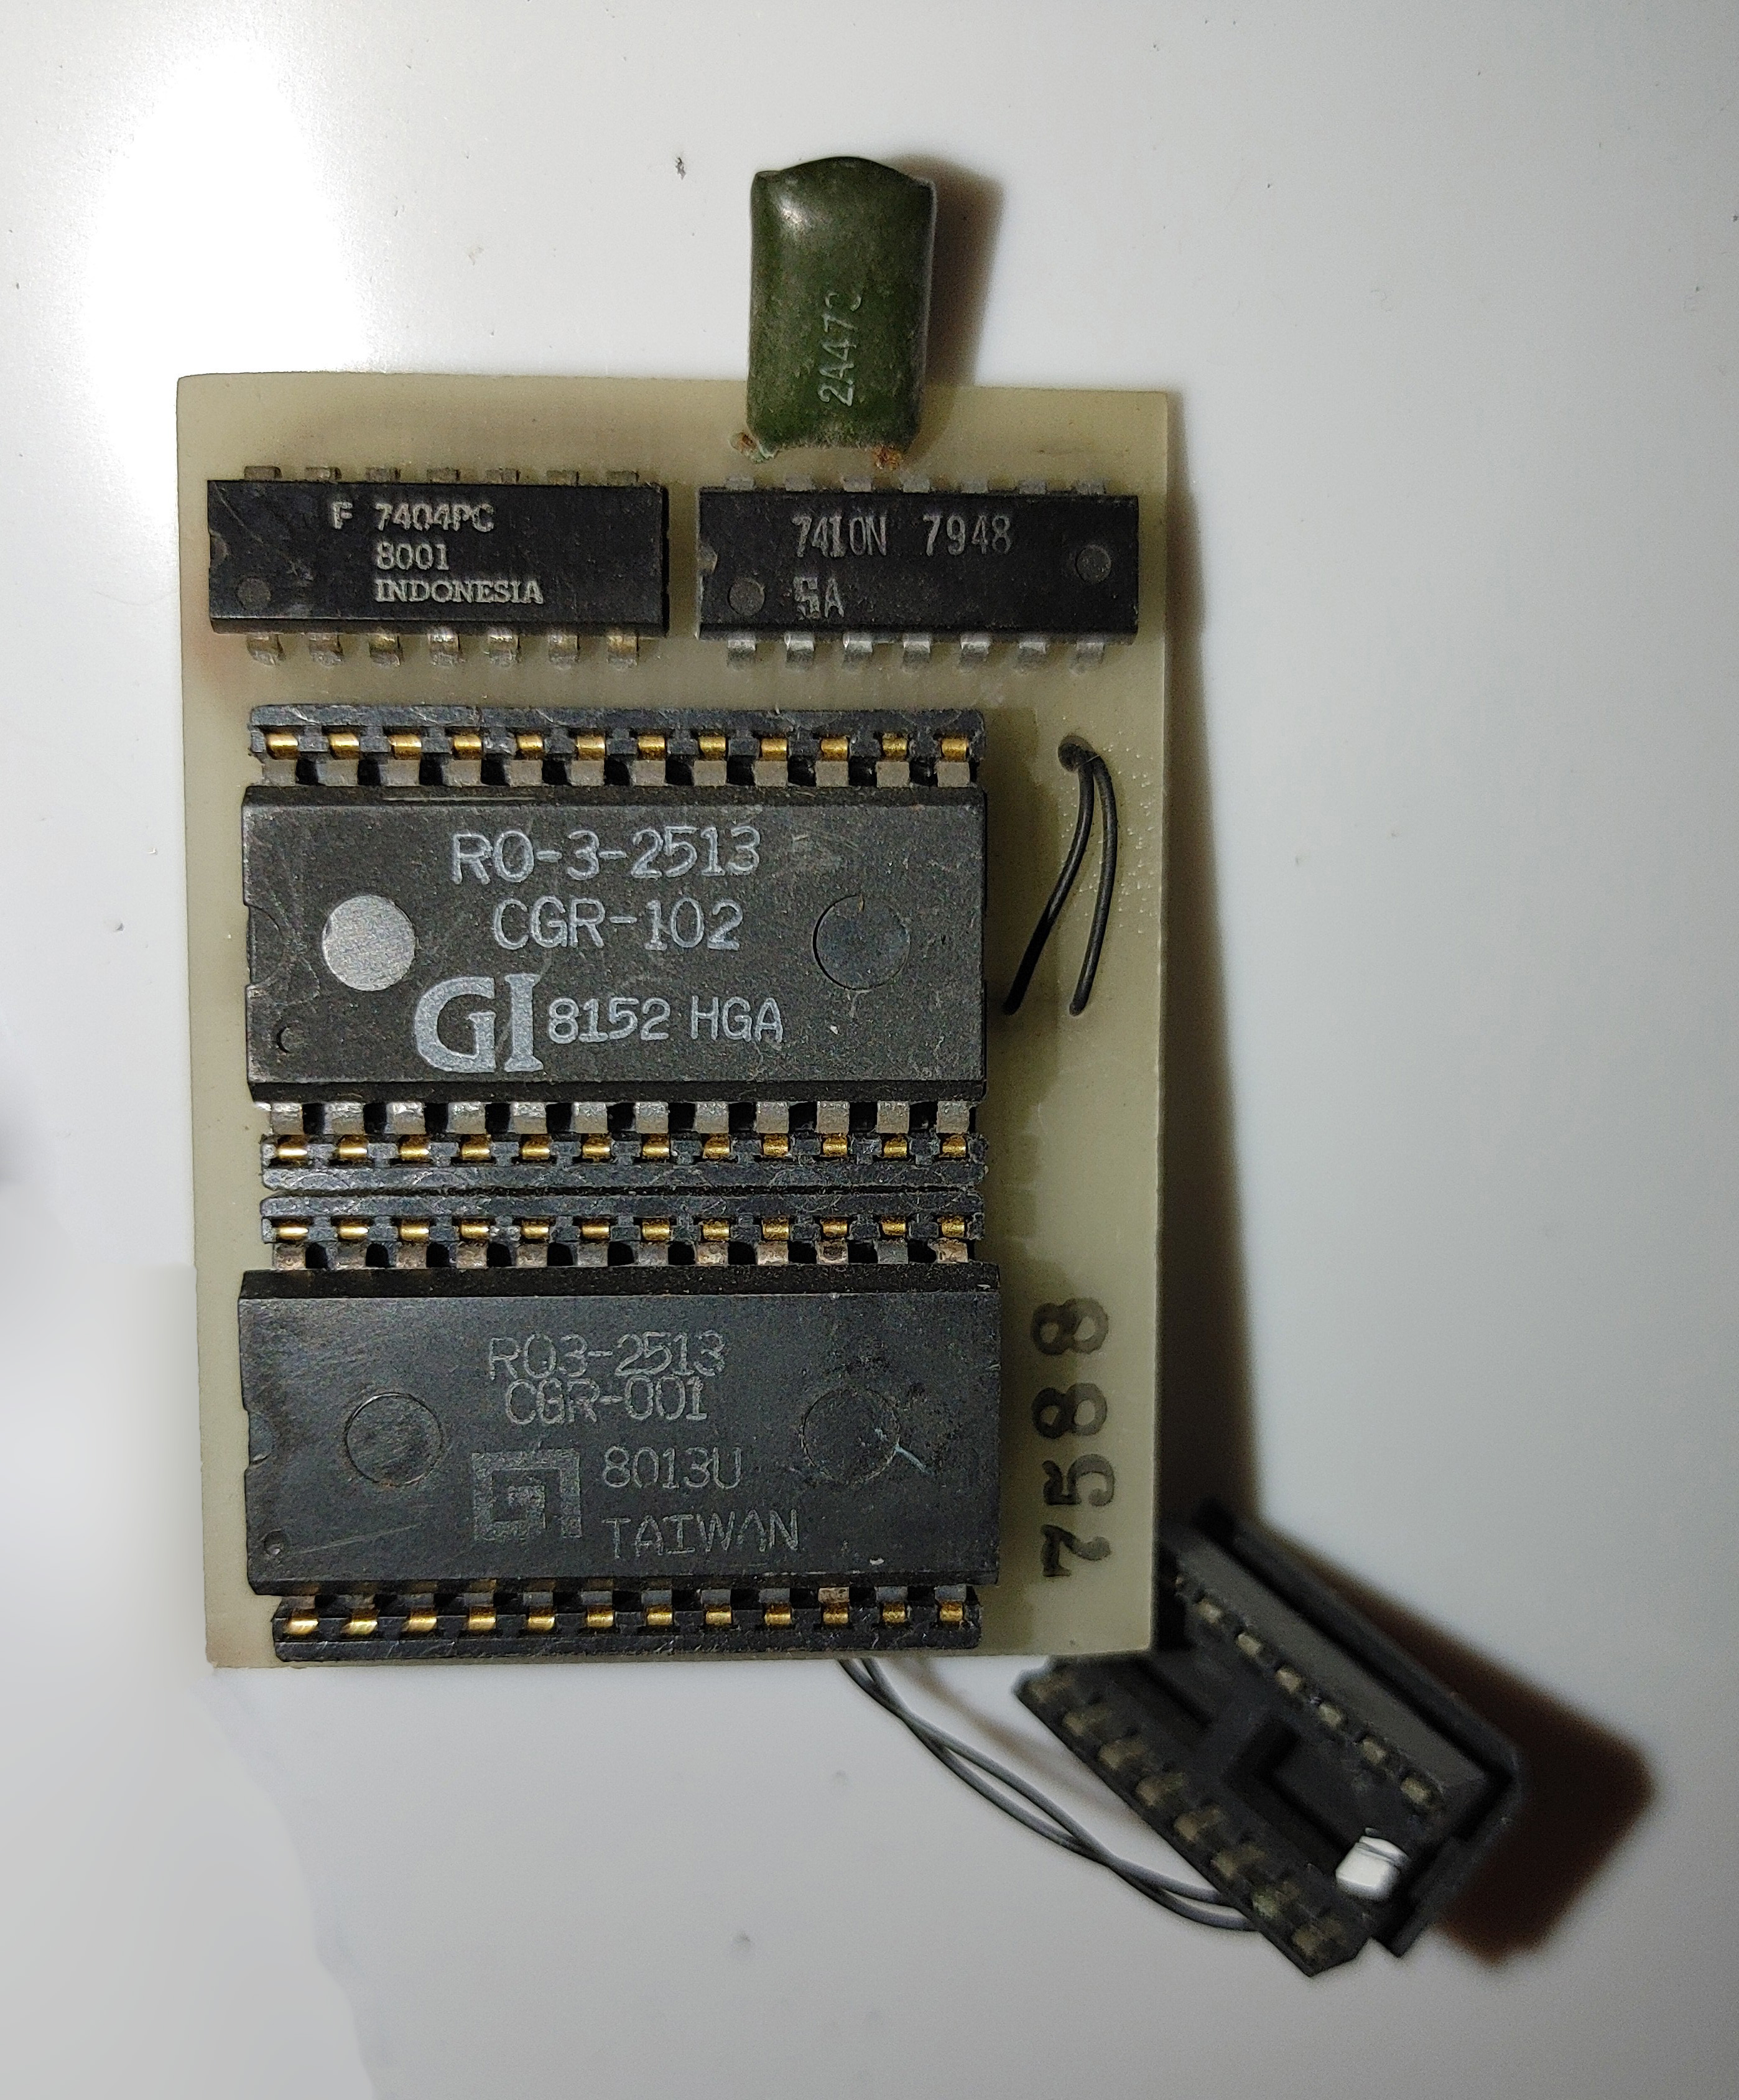 2A473
F 7404PC
8001
INDONESIA
7410N 7948
RO-3-2513
CGR-102
GI 8152 HGA
RO3-2513
CGR-001
8013U
TAIWAN
7588